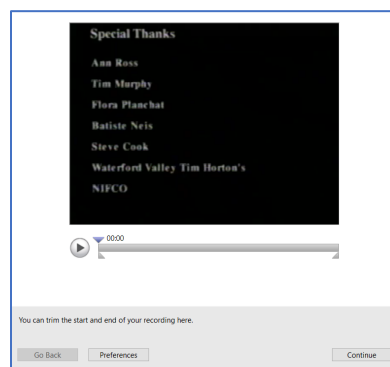 Special Thanks
Ann Ross
Tim Murphy
Flora Planchat
Batiste Neis
Steve Cook
Waterford Valley Tim Horton's
NIFCO
00:00
You can trim the start and end of your recording here.
Go Back
Preferences
Continue